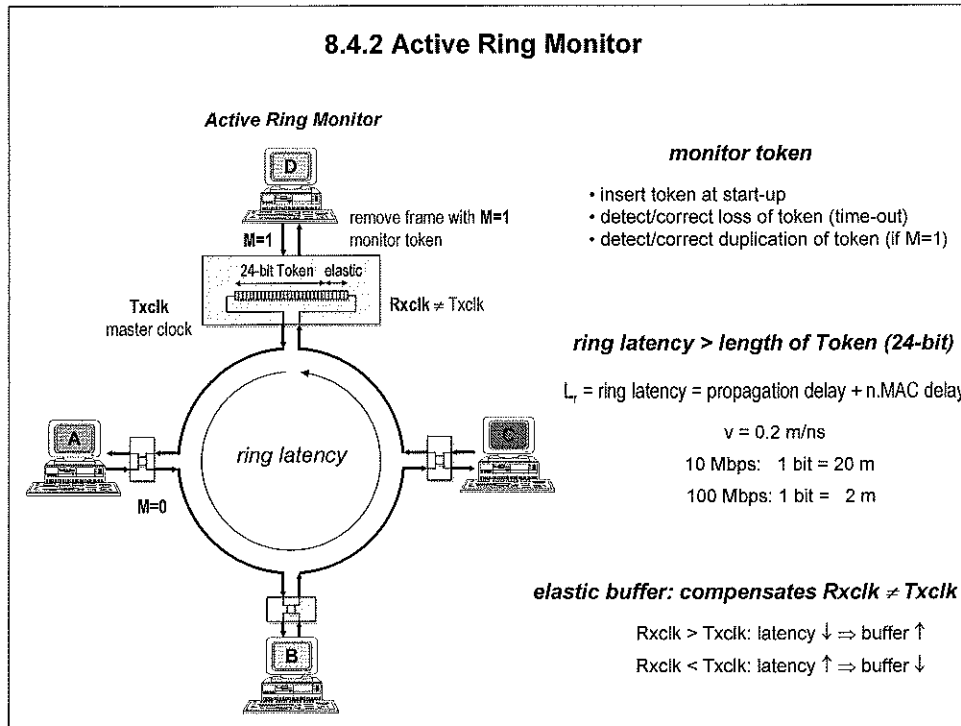 8.4.2 Active Ring Monitor
Active Ring Monitor
D
M=1
remove frame with M=1
monitor token
24-bit Token elastic
Txclk
master clock
Rxclk ≠ Txclk
A
M=0
ring latency
C
B
monitor token
• insert token at start-up
• detect/correct loss of token (time-out)
• detect/correct duplication of token (if M=1)
ring latency > length of Token (24-bit)
Lr = ring latency = propagation delay + n.MAC delay
v = 0.2 m/ns
10 Mbps: 1 bit = 20 m
100 Mbps: 1 bit = 2 m
elastic buffer: compensates Rxclk ≠ Txclk
Rxclk > Txclk: latency ↓ ⇒ buffer ↑
Rxclk < Txclk: latency ↑ ⇒ buffer ↓